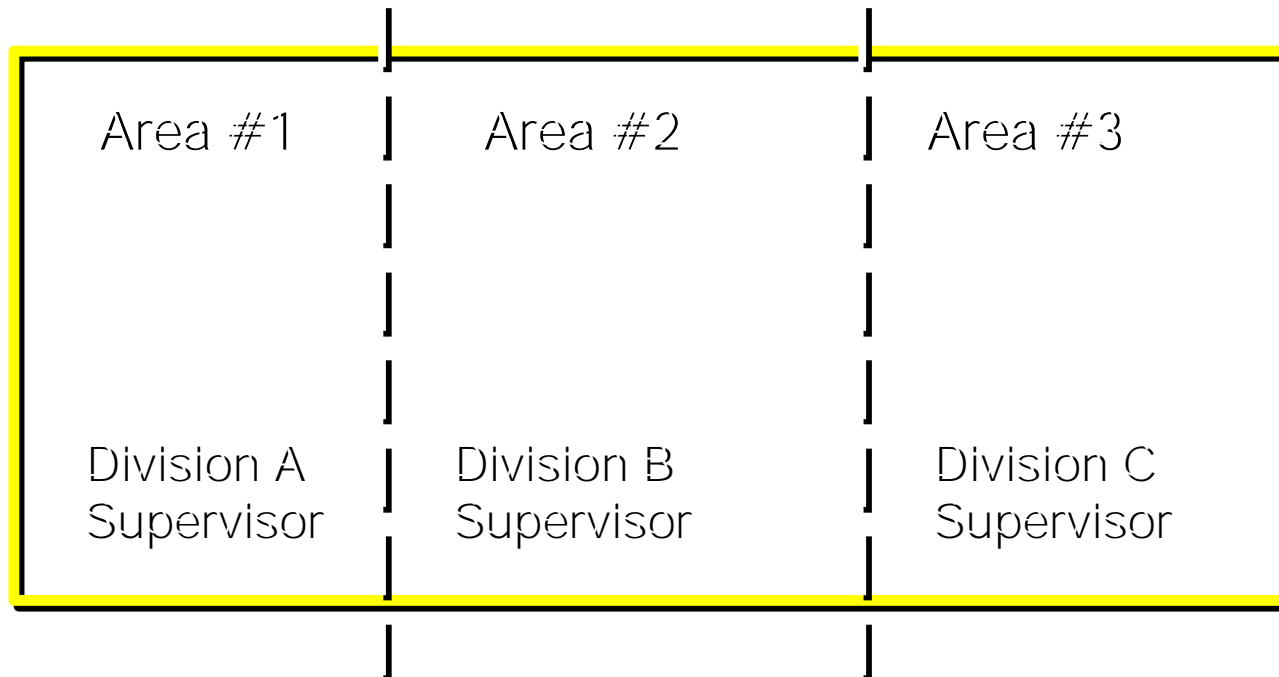 Area #1
Area #2
Area #3
Division A
Supervisor
Division B
Supervisor
Division C
Supervisor